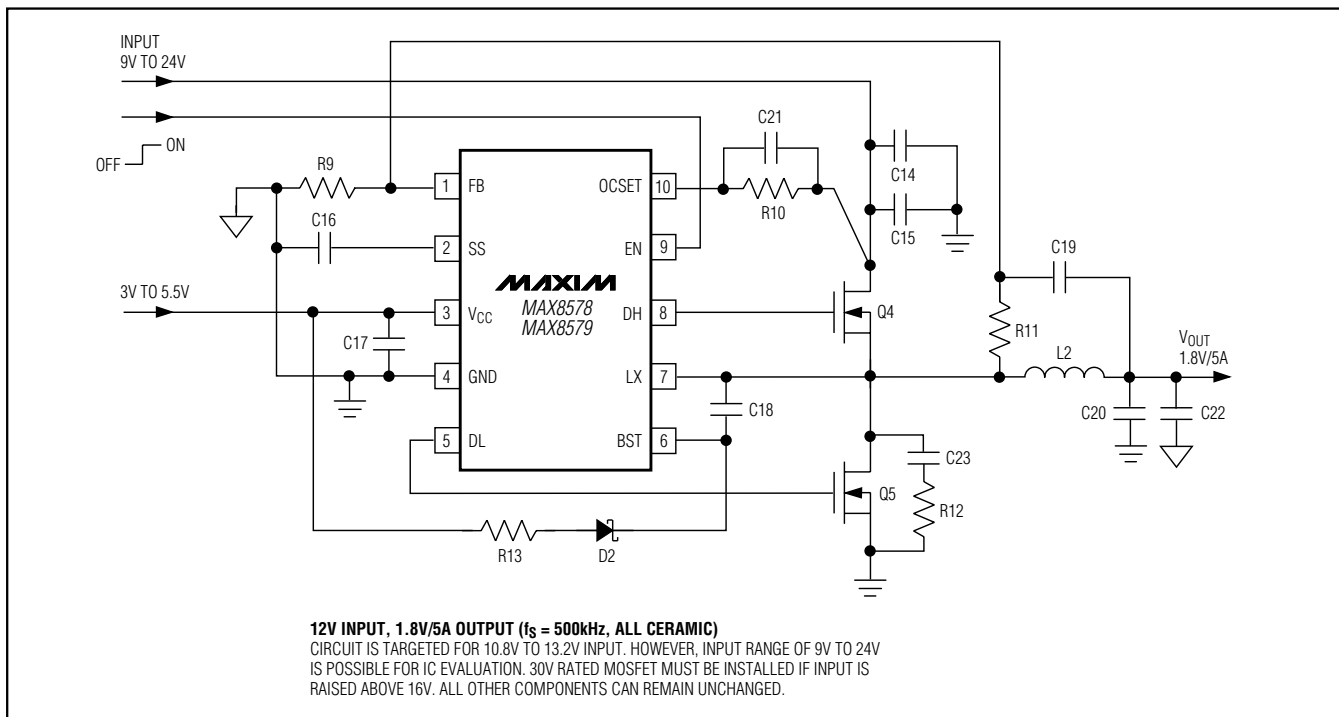 INPUT
9V TO 24V
C21
ON
OFF
R9
1 FB
OCSET 10
C14
R10
C16
C15
2 SS
EN 9
C19
3V TO 5.5V
MAXIM
3 VCC
MAX8578
MAX8579
DH 8
Q4
R11
C17
L2
VOUT
1.8V/5A
4 GND
LX 7
C18
C20
C22
5 DL
BST 6
C23
Q5
R12
R13
D2
12V INPUT, 1.8V/5A OUTPUT (fS = 500kHz, ALL CERAMIC)
CIRCUIT IS TARGETED FOR 10.8V TO 13.2V INPUT. HOWEVER, INPUT RANGE OF 9V TO 24V
IS POSSIBLE FOR IC EVALUATION. 30V RATED MOSFET MUST BE INSTALLED IF INPUT IS
RAISED ABOVE 16V. ALL OTHER COMPONENTS CAN REMAIN UNCHANGED.